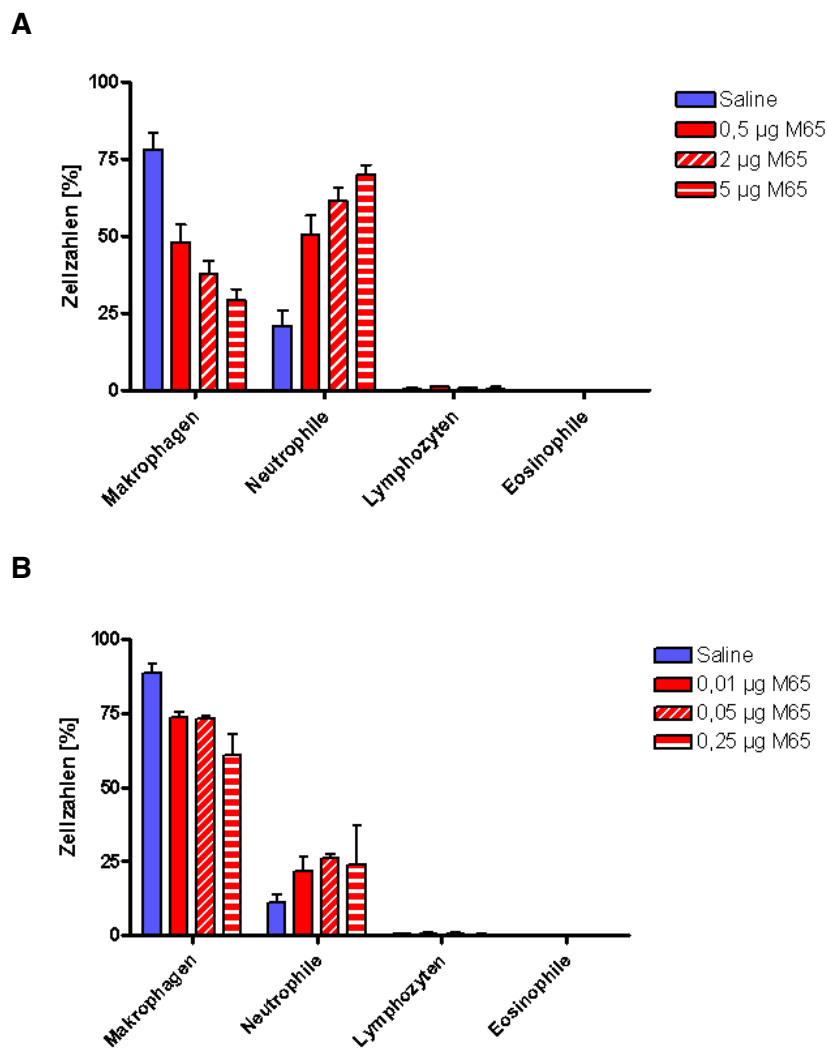 A
Zellzahlen [%]
100
75
50
25
0
Makrophagen
Neutrophile
Lymphozyten
Eosinophile
Saline
0,5 µg M65
2 µg M65
5 µg M65
B
Zellzahlen [%]
100
75
50
25
0
Makrophagen
Neutrophile
Lymphozyten
Eosinophile
Saline
0,01 µg M65
0,05 µg M65
0,25 µg M65